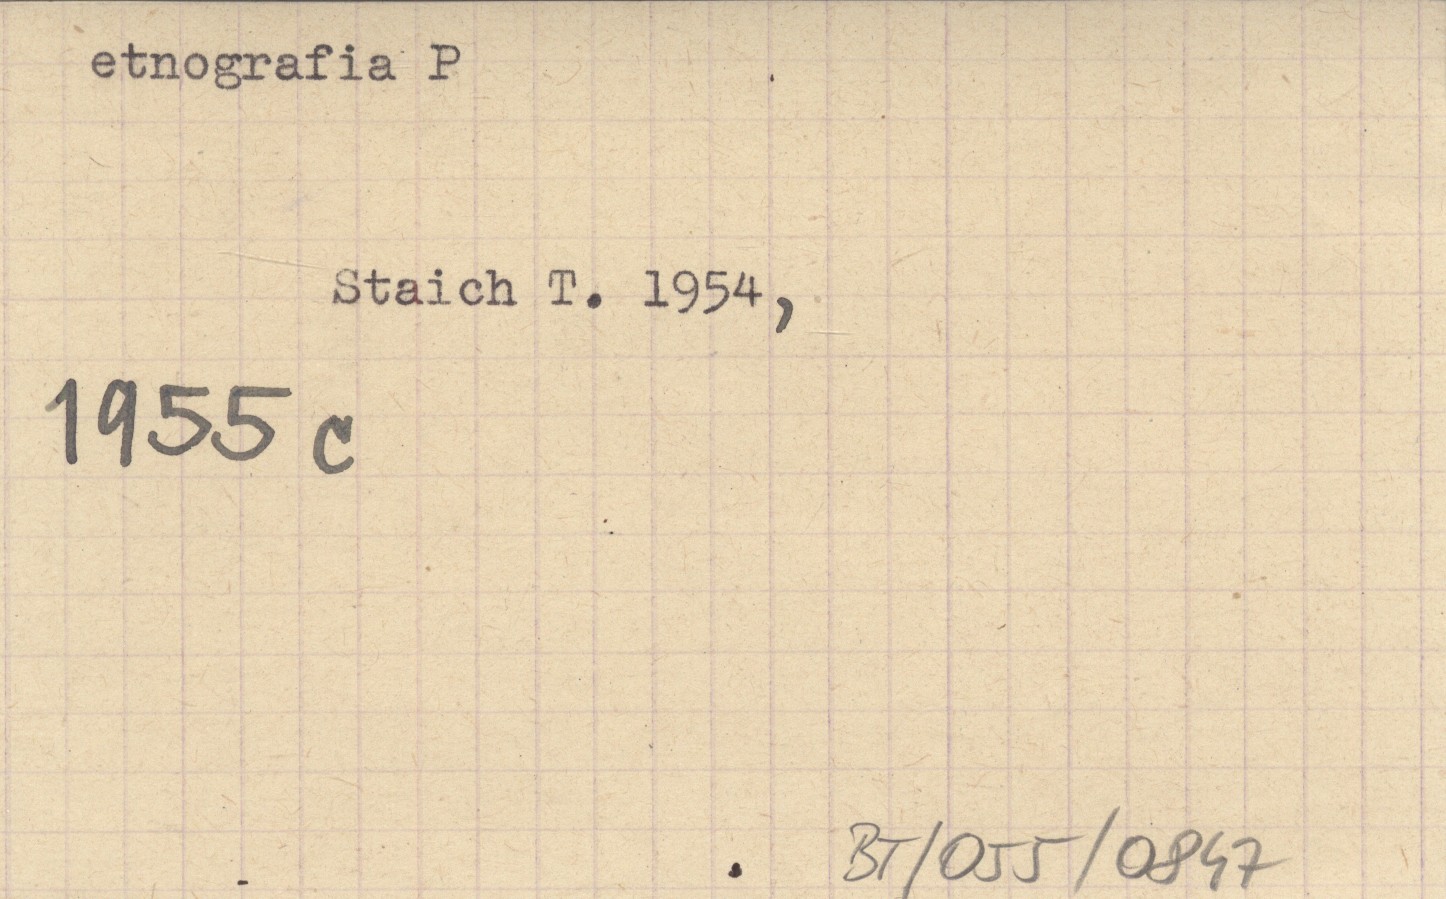 etnografia P
Staich T. 1954,
1955 c
BT/055/0847